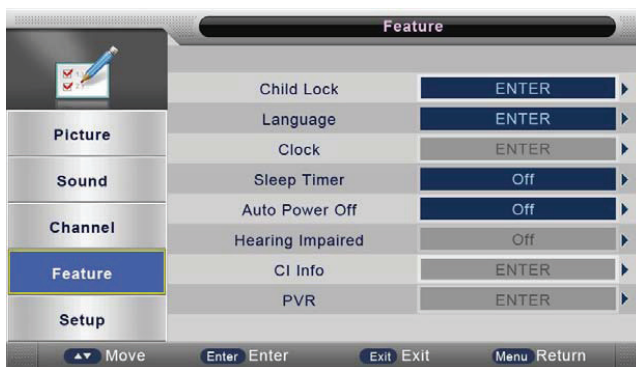 Feature
Child Lock ENTER
Language ENTER
Clock ENTER
Sleep Timer Off
Auto Power Off Off
Hearing Impaired Off
CI Info ENTER
PVR ENTER
Picture
Sound
Channel
Feature
Setup
Move Enter Enter Exit Exit Menu Return